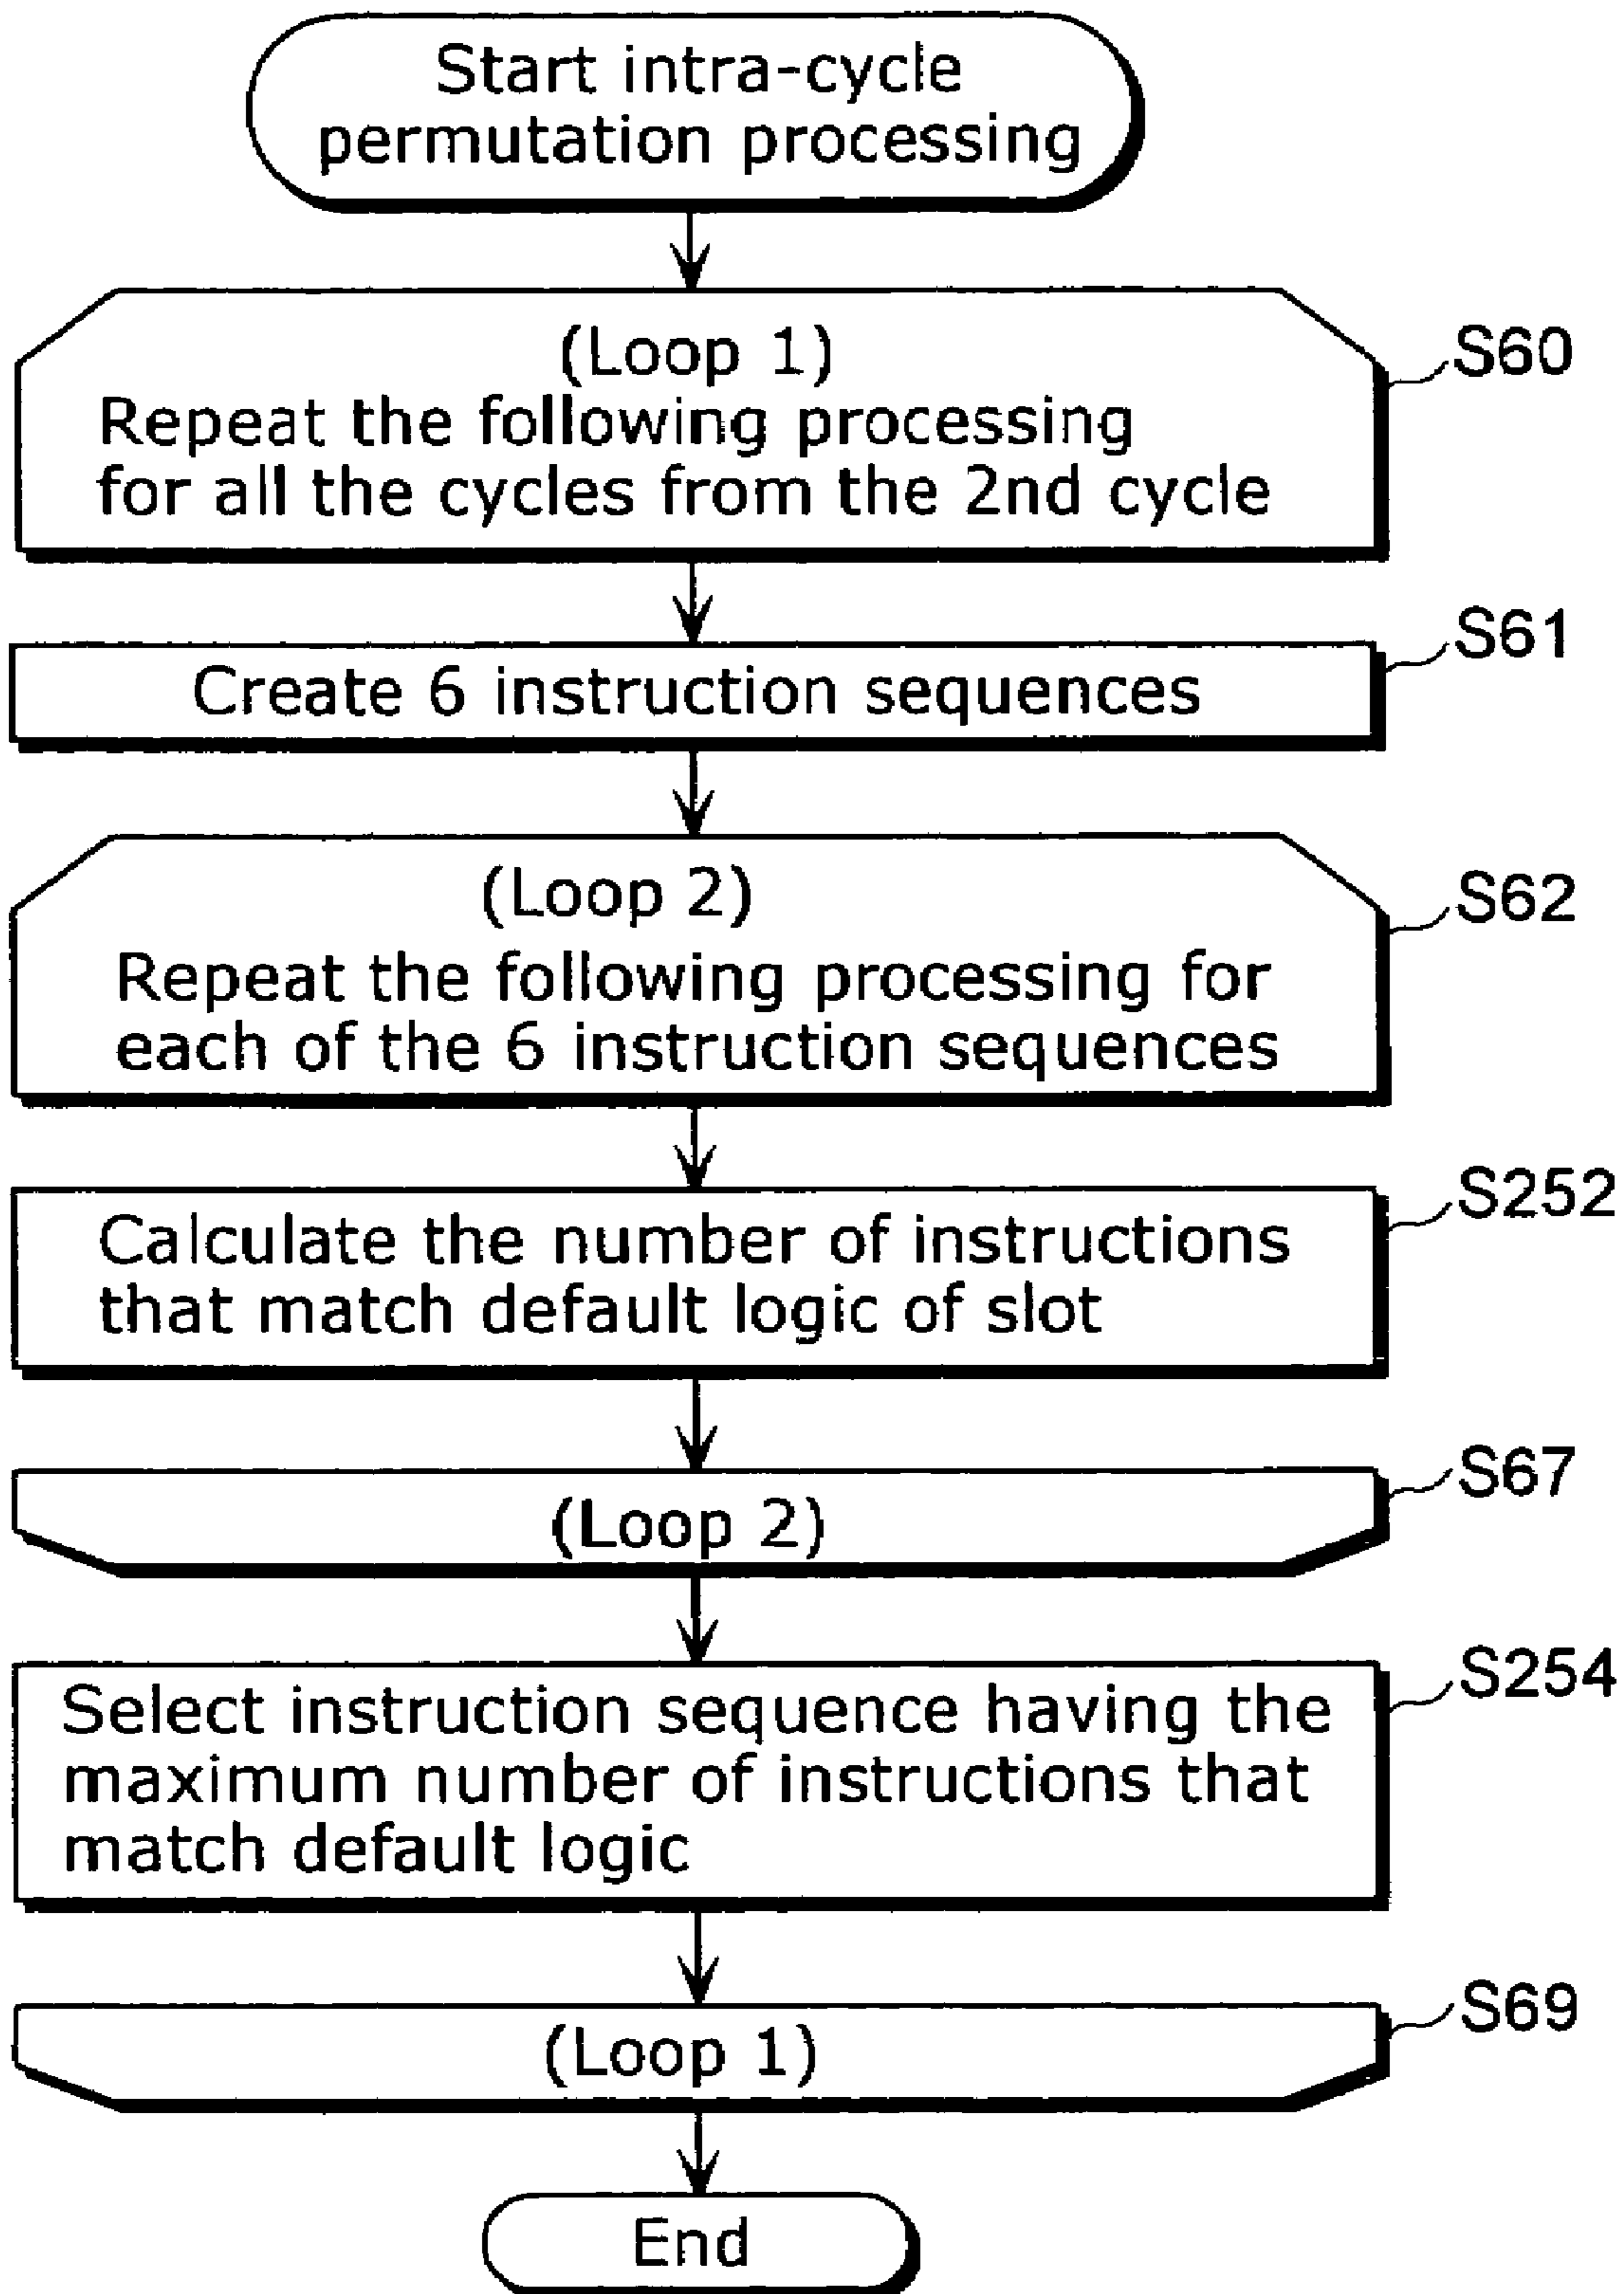 Start intra-cycle
permutation processing
(Loop 1)
Repeat the following processing
for all the cycles from the 2nd cycle
S60
Create 6 instruction sequences
S61
(Loop 2)
Repeat the following processing for
each of the 6 instruction sequences
S62
Calculate the number of instructions
that match default logic of slot
S252
(Loop 2)
S67
Select instruction sequence having the
maximum number of instructions that
match default logic
S254
(Loop 1)
S69
End